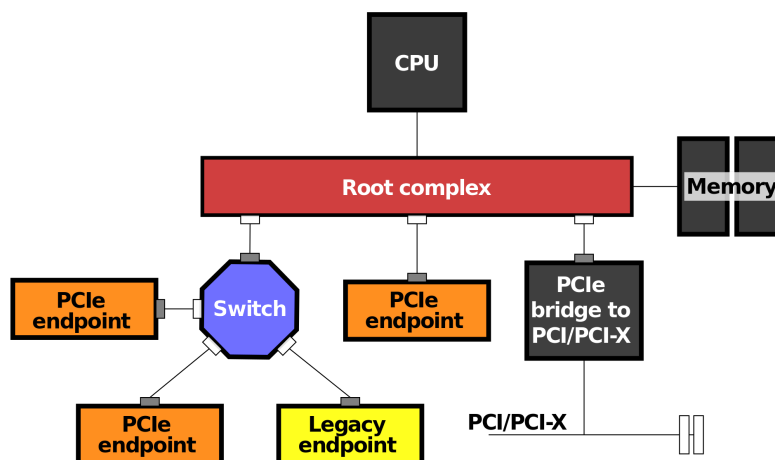 CPU
Root complex
Memory
PCIe
endpoint
Switch
PCIe
endpoint
PCIe
bridge to
PCI/PCI-X
PCIe
endpoint
Legacy
endpoint
PCI/PCI-X